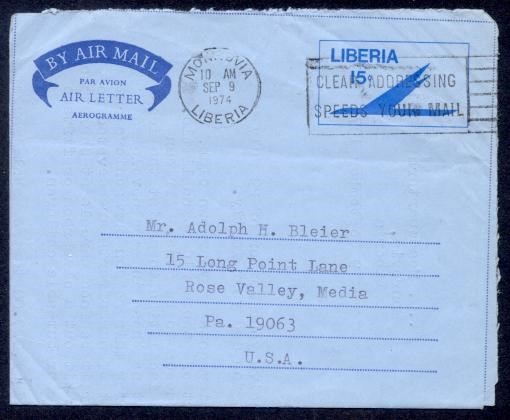 BY AIR MAIL
PAR AVION
AIR LETTER
AEROGRAMME
MONROVIA
10 AM
SEP 9
1974
LIBERIA
LIBERIA
15c
CLEAR ADDRESSING
SPEEDS YOUR MAIL
Mr. Adolph H. Bleier
15 Long Point Lane
Rose Valley, Media
Pa. 19063
U.S.A.